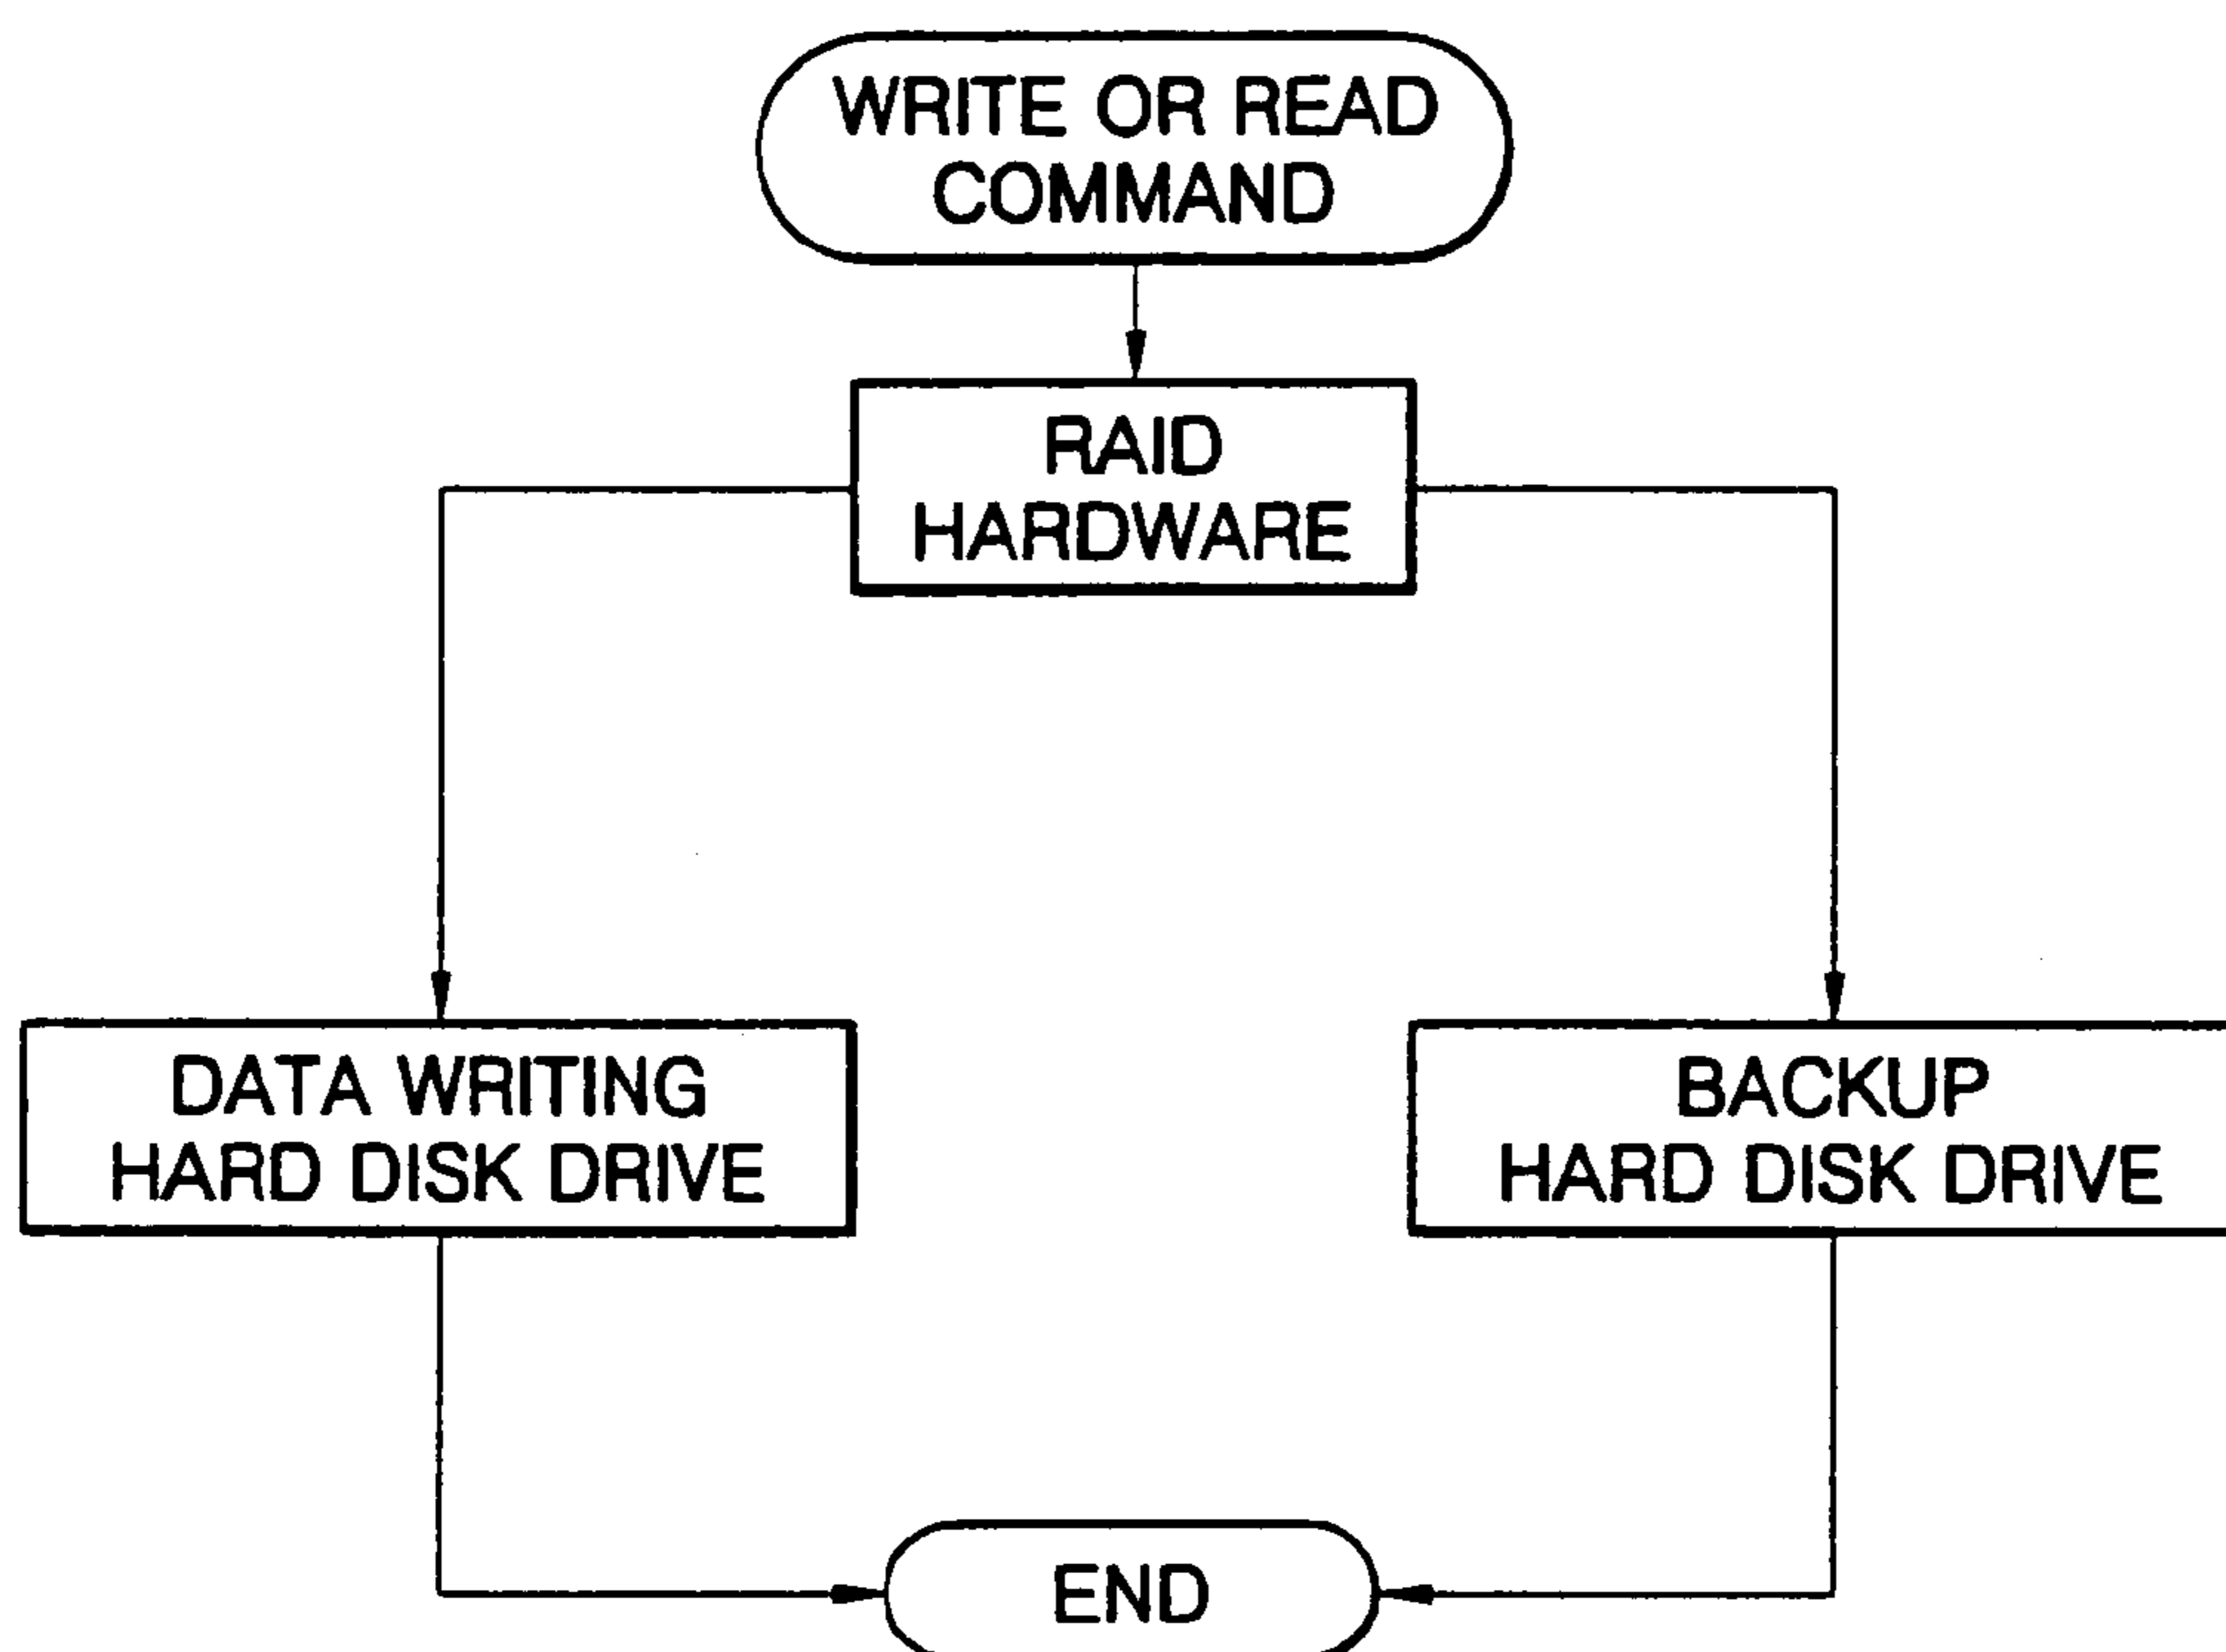 WRITE OR READ
COMMAND
RAID
HARDWARE
DATA WRITING
HARD DISK DRIVE
BACKUP
HARD DISK DRIVE
END